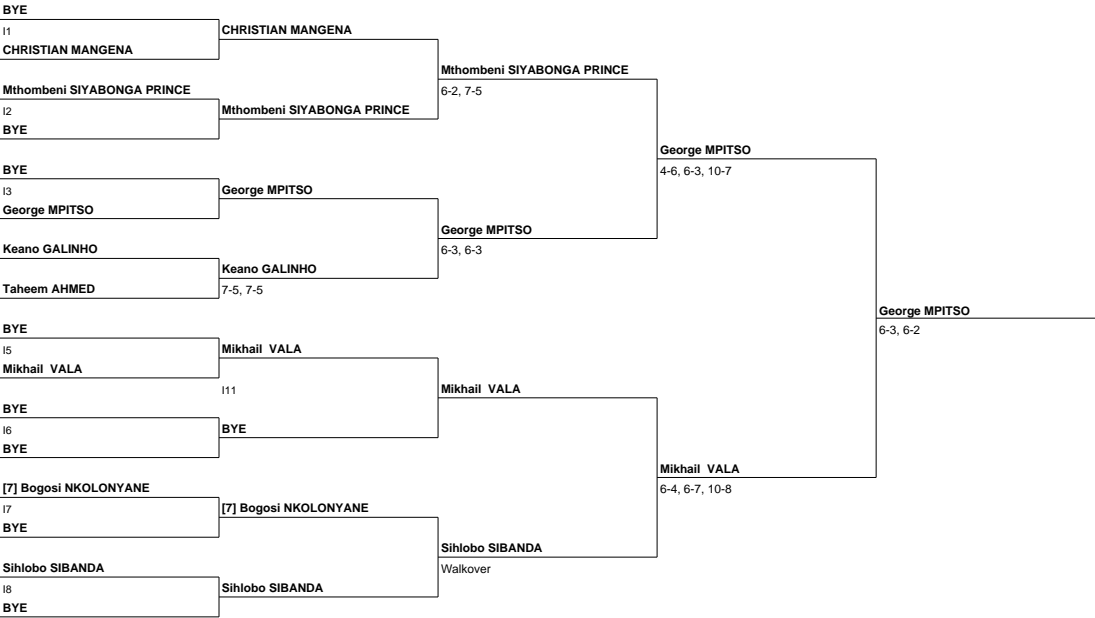 BYE
I1
CHRISTIAN MANGENA
Mthombeni SIYABONGA PRINCE
I2
BYE
BYE
I3
George MPITSO
Keano GALINHO
Taheem AHMED
BYE
I5
Mikhail VALA
BYE
I6
BYE
[7] Bogosi NKOLONYANE
I7
BYE
Sihlobo SIBANDA
I8
BYE
CHRISTIAN MANGENA
Mthombeni SIYABONGA PRINCE
George MPITSO
Keano GALINHO
7-5, 7-5
Mikhail VALA
I11
BYE
[7] Bogosi NKOLONYANE
Sihlobo SIBANDA
Mthombeni SIYABONGA PRINCE
6-2, 7-5
George MPITSO
6-3, 6-3
Mikhail VALA
Sihlobo SIBANDA
Walkover
George MPITSO
4-6, 6-3, 10-7
Mikhail VALA
6-4, 6-7, 10-8
George MPITSO
6-3, 6-2